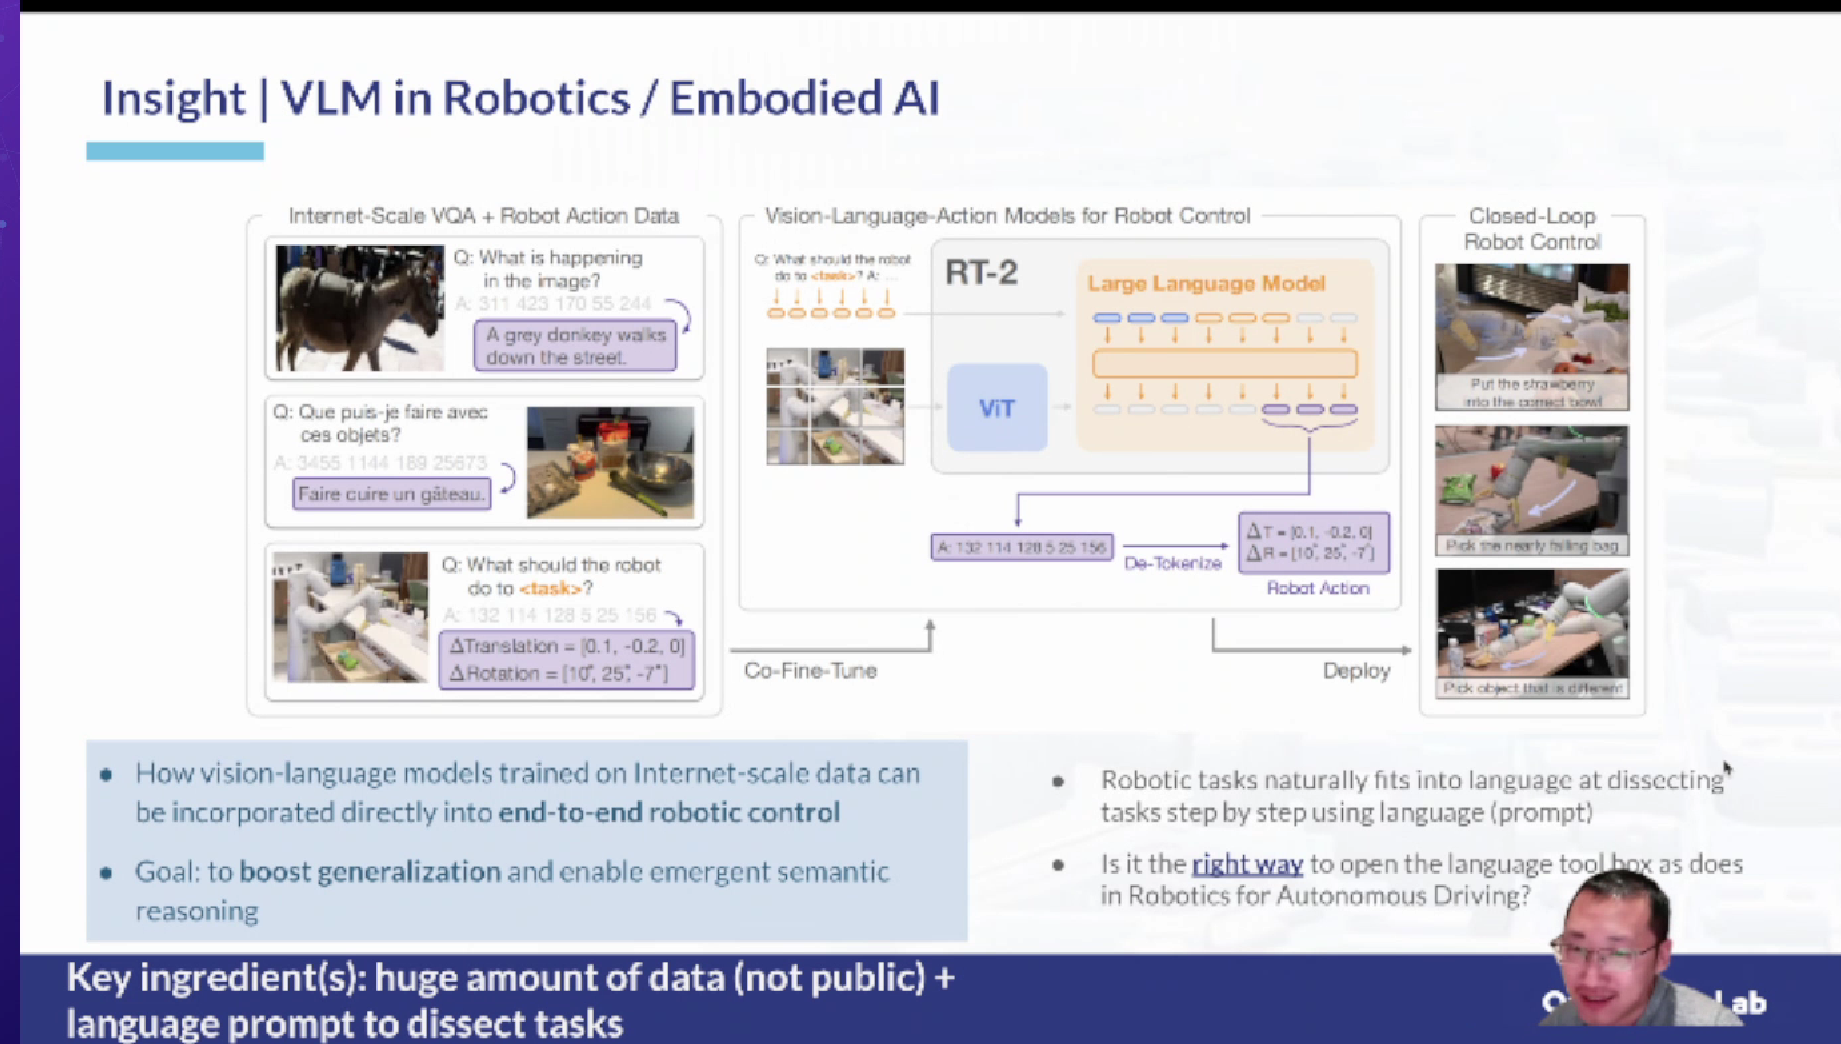 Insight | VLM in Robotics / Embodied AI
Internet-Scale VQA + Robot Action Data
Q: What is happening
in the image?
A: 311 423 170 55 244
A grey donkey walks
down the street.
Q: Que puis-je faire avec
ces objets?
A: 3455 1144 189 25673
Faire cuire un gâteau.
Q: What should the robot
do to <task>?
A: 132 114 128 5 25 156
ΔTranslation = [0.1, -0.2, 0]
ΔRotation = [10°, 25°, -7°]
Co-Fine-Tune
Vision-Language-Action Models for Robot Control
Q: What should the robot
do to <task>? A: ...
RT-2
Large Language Model
ViT
A: 132 114 128 5 25 156
De-Tokenize
ΔT = [0.1, -0.2, 0]
ΔR = [10°, 25°, -7°]
Robot Action
Deploy
Closed-Loop
Robot Control
Put the strawberry
into the correct bowl
Pick the nearly falling bag
Pick object that is different
• How vision-language models trained on Internet-scale data can
be incorporated directly into end-to-end robotic control
• Goal: to boost generalization and enable emergent semantic
reasoning
• Robotic tasks naturally fits into language at dissecting
tasks step by step using language (prompt)
• Is it the right way to open the language tool box as does
in Robotics for Autonomous Driving?
Key ingredient(s): huge amount of data (not public) +
language prompt to dissect tasks